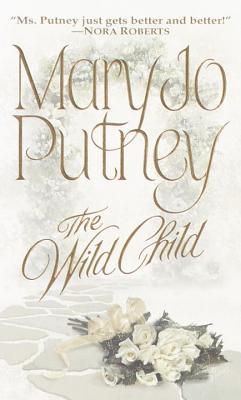 “Ms. Putney just gets better and better!”
—NORA ROBERTS
Mary Jo
Putney
The
Wild Child